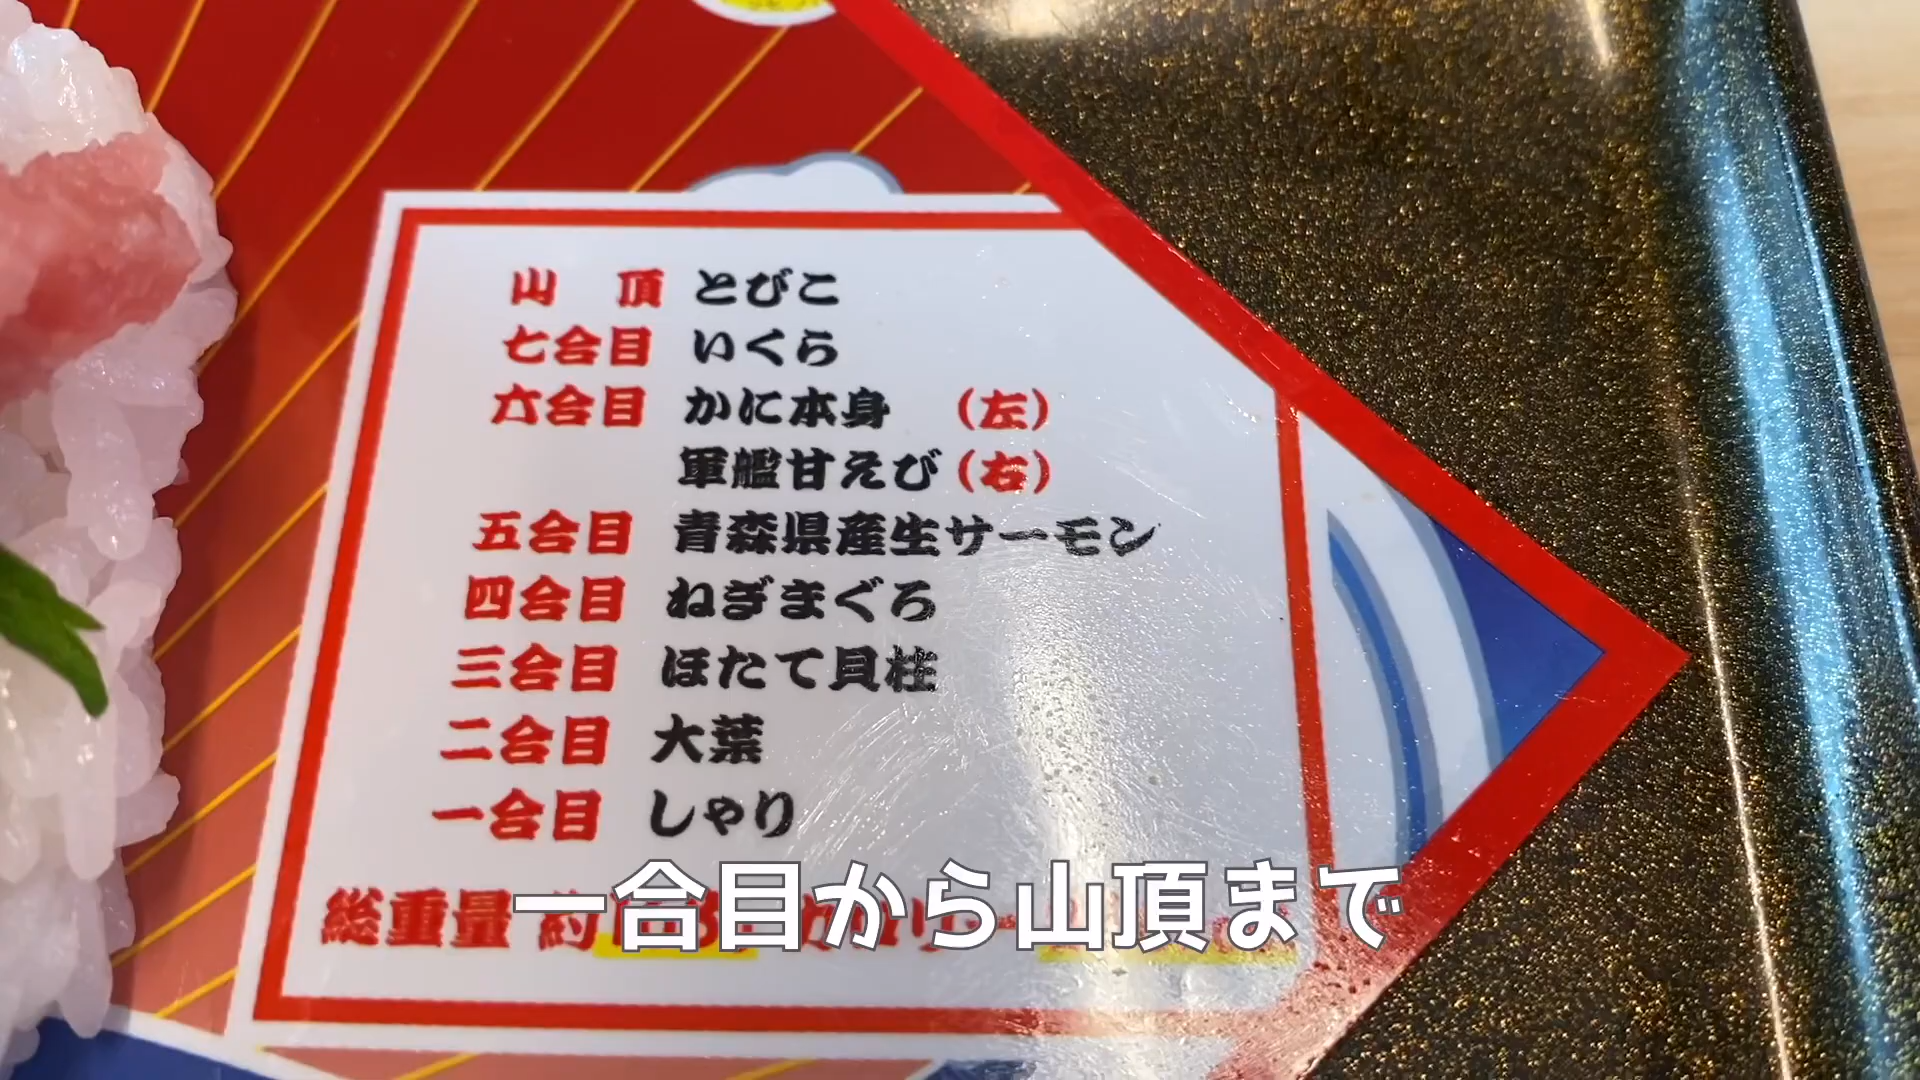 山 頂 とびこ
七合目 いくら
六合目 かに本身 (左)
軍艦甘えび(右)
五合目 青森県産生サーモン
四合目 ねぎまぐろ
三合目 ほたて貝柱
二合目 大葉
一合目 しゃり
総重量 約
一合目から山頂まで